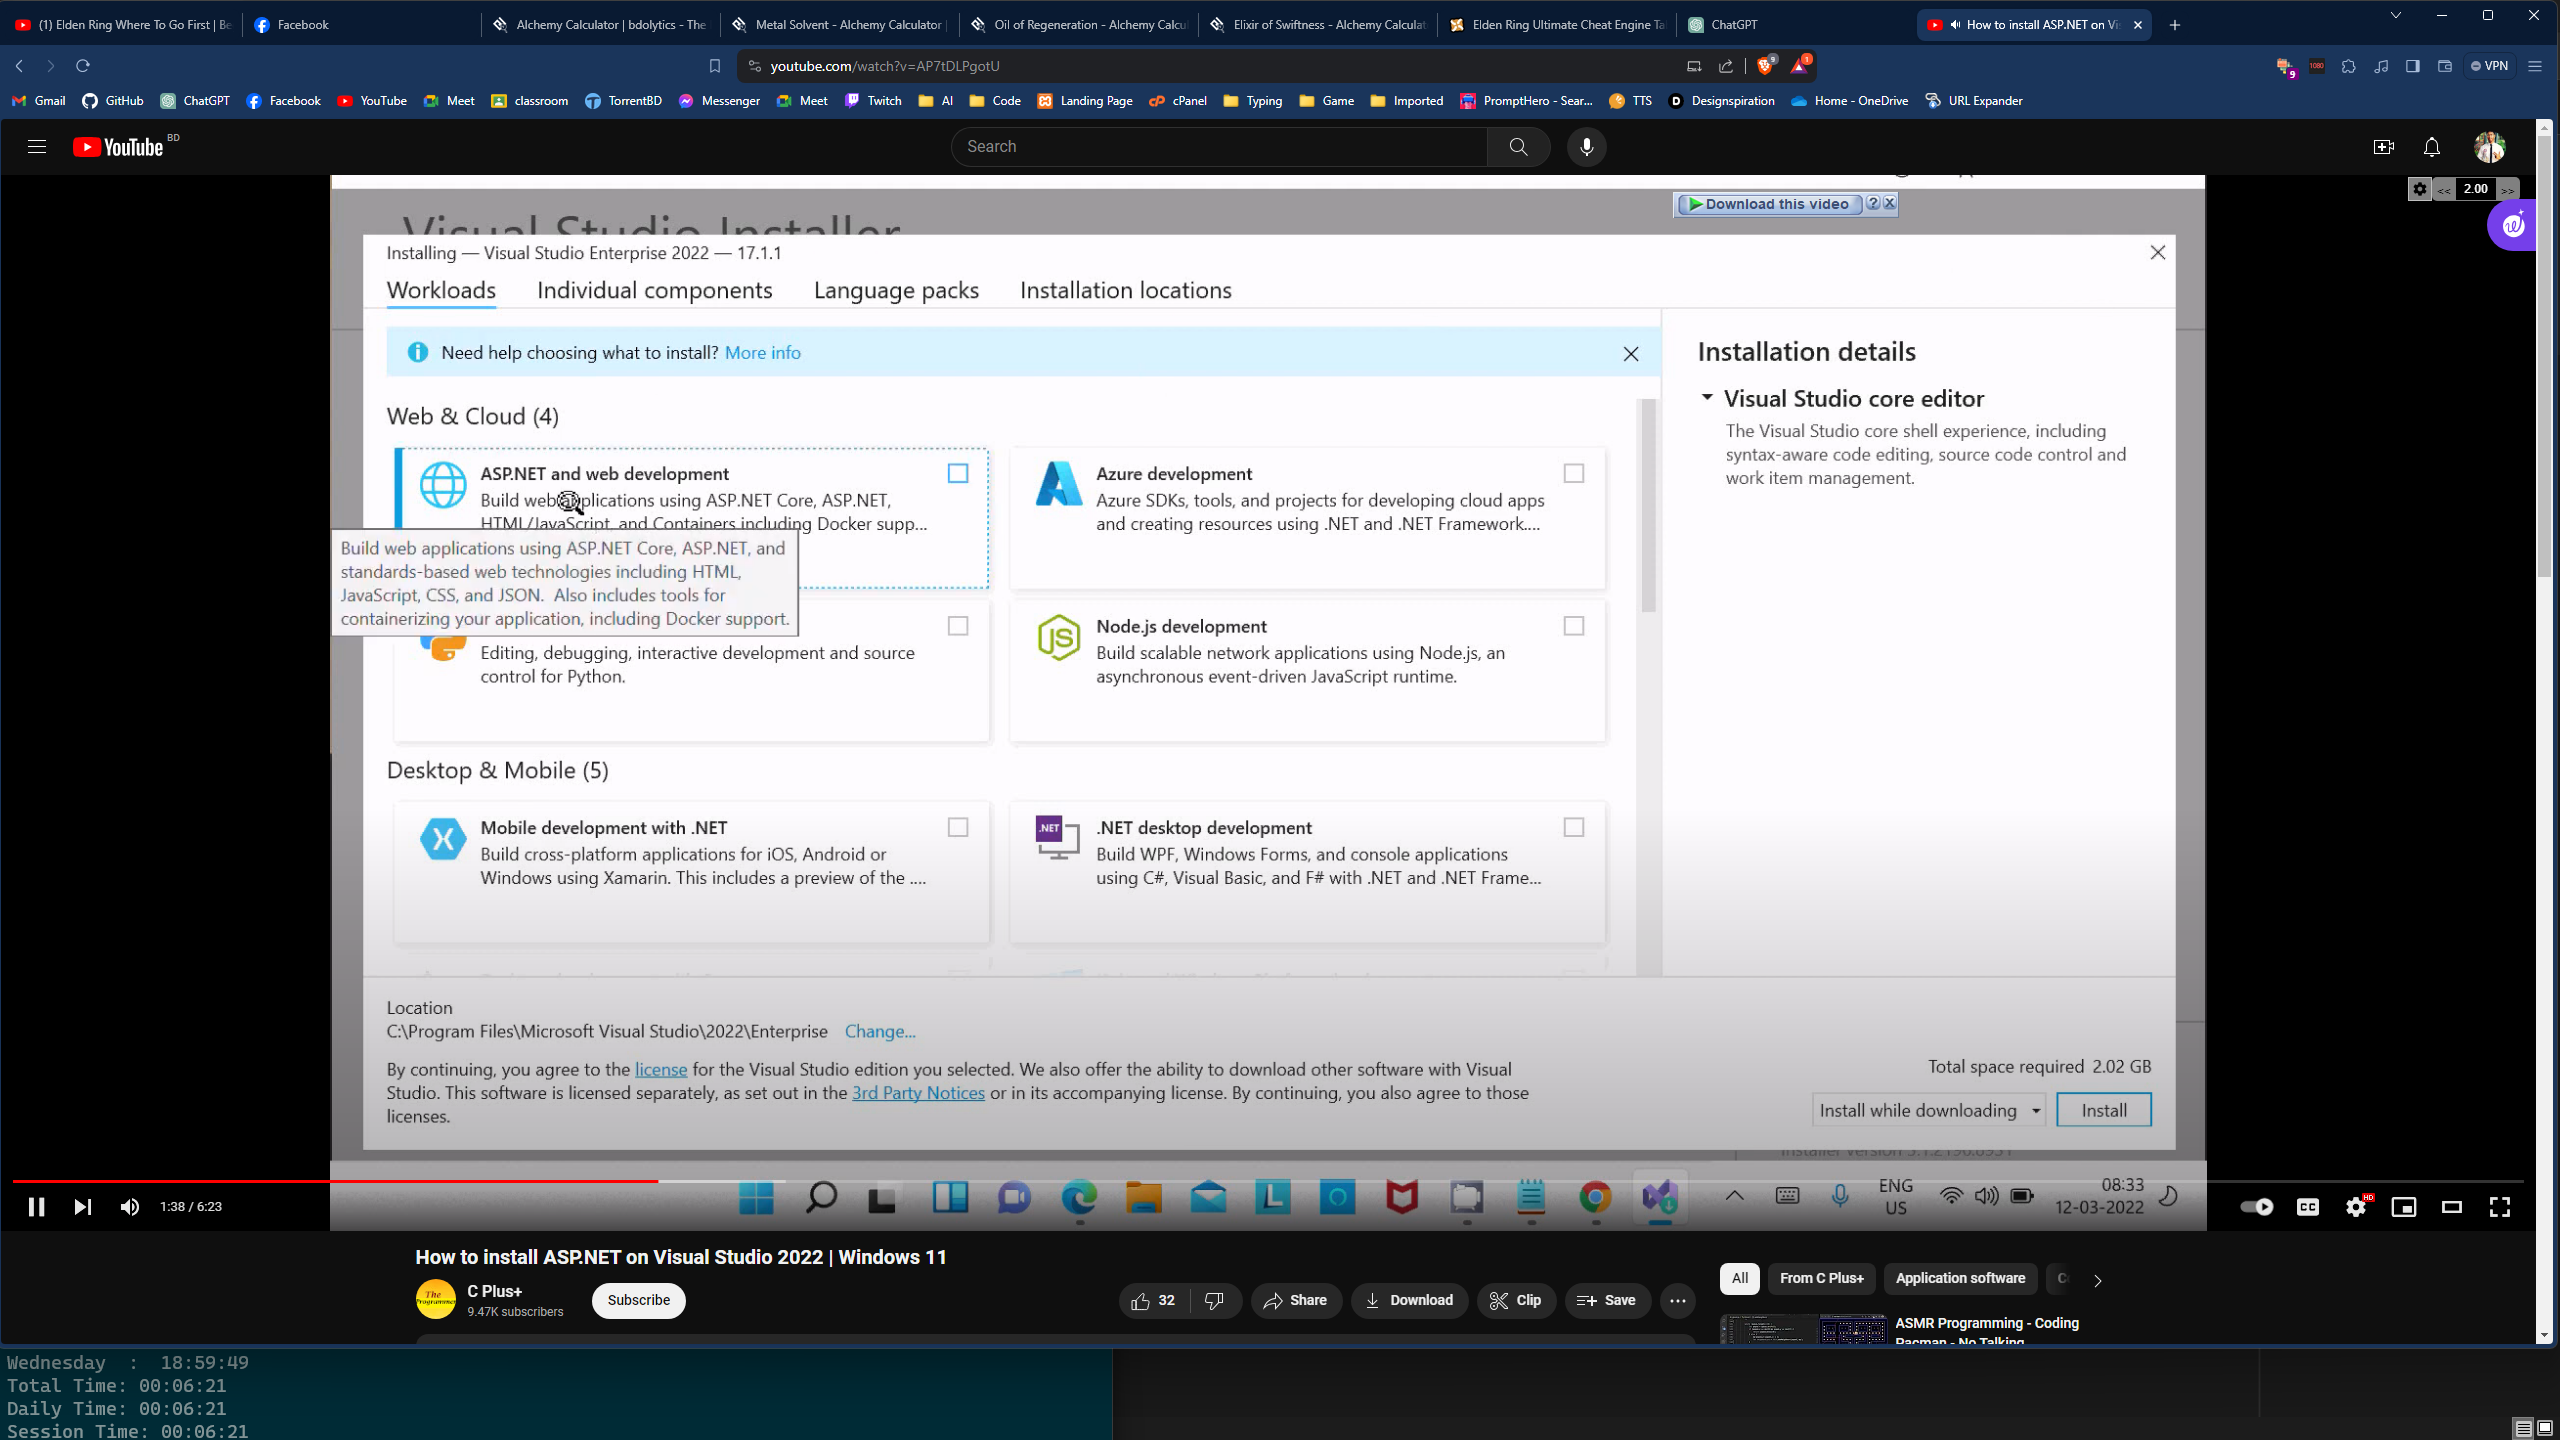 (1) Elden Ring Where To Go First | Be
Facebook
Alchemy Calculator | bdolytics - The
Metal Solvent - Alchemy Calculator
Oil of Regeneration - Alchemy Calcul
Elixir of Swiftness - Alchemy Calculat
Elden Ring Ultimate Cheat Engine Ta
ChatGPT
How to install ASP.NET on Vi
youtube.com/watch?v=AP7tDLPgotU
9
1
9
1080
VPN
Gmail
GitHub
ChatGPT
Facebook
YouTube
Meet
classroom
TorrentBD
Messenger
Meet
Twitch
AI
Code
Landing Page
cPanel
Typing
Game
Imported
PromptHero - Sear...
TTS
Designspiration
Home - OneDrive
URL Expander
YouTube BD
Search
<< 2.00 >>
Visual Studio Installer
Download this video
Installing — Visual Studio Enterprise 2022 — 17.1.1
Workloads
Individual components
Language packs
Installation locations
Need help choosing what to install? More info
Web & Cloud (4)
ASP.NET and web development
Build web applications using ASP.NET Core, ASP.NET,
HTML/JavaScript, and Containers including Docker supp...
Azure development
Azure SDKs, tools, and projects for developing cloud apps
and creating resources using .NET and .NET Framework....
Build web applications using ASP.NET Core, ASP.NET, and
standards-based web technologies including HTML,
JavaScript, CSS, and JSON.  Also includes tools for
containerizing your application, including Docker support.
Editing, debugging, interactive development and source
control for Python.
JS
Node.js development
Build scalable network applications using Node.js, an
asynchronous event-driven JavaScript runtime.
Desktop & Mobile (5)
Mobile development with .NET
Build cross-platform applications for iOS, Android or
Windows using Xamarin. This includes a preview of the ....
.NET
.NET desktop development
Build WPF, Windows Forms, and console applications
using C#, Visual Basic, and F# with .NET and .NET Frame...
Installation details
Visual Studio core editor
The Visual Studio core shell experience, including
syntax-aware code editing, source code control and
work item management.
Location
C:\Program Files\Microsoft Visual Studio\2022\Enterprise
Change...
By continuing, you agree to the license for the Visual Studio edition you selected. We also offer the ability to download other software with Visual
Studio. This software is licensed separately, as set out in the 3rd Party Notices or in its accompanying license. By continuing, you also agree to those
licenses.
Total space required 2.02 GB
Install while downloading
Install
1:38 / 6:23
ENG
US
08:33
12-03-2022
CC
HD
How to install ASP.NET on Visual Studio 2022 | Windows 11
The
Programmer
C Plus+
9.47K subscribers
Subscribe
32
Share
Download
Clip
Save
All
From C Plus+
Application software
ASMR Programming - Coding
Pacman - No Talking
Wednesday : 18:59:49
Total Time: 00:06:21
Daily Time: 00:06:21
Session Time: 00:06:21